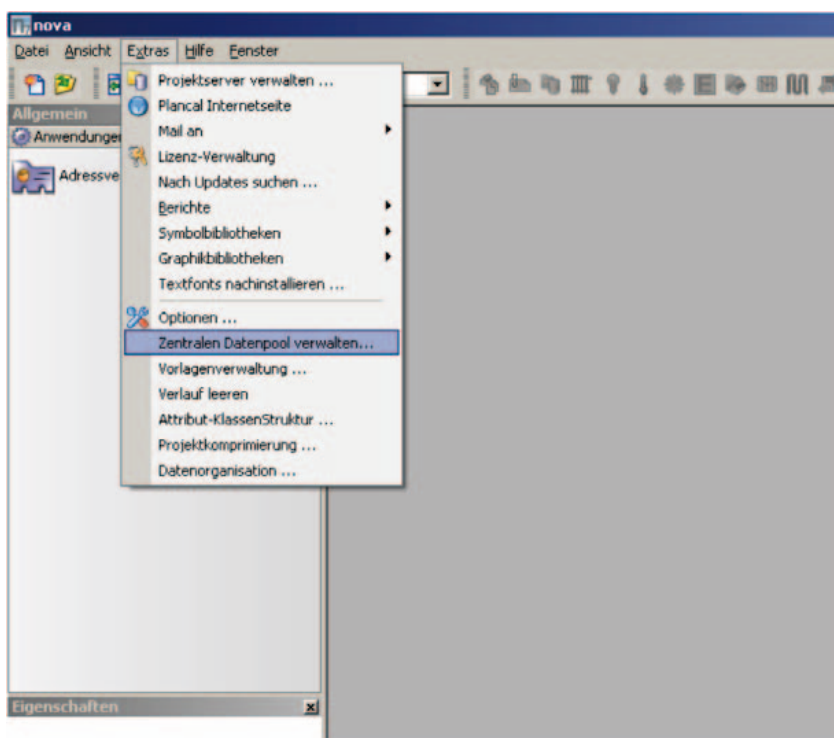 nova
Datei Ansicht Extras Hilfe Fenster
Allgemein
Anwendungen
Adressve
Projektserver verwalten ...
Plancal Internetseite
Mail an
Lizenz-Verwaltung
Nach Updates suchen ...
Berichte
Symbolbibliotheken
Graphikbibliotheken
Textfonts nachinstallieren ...
Optionen ...
Zentralen Datenpool verwalten...
Vorlagenverwaltung ...
Verlauf leeren
Attribut-KlassenStruktur ...
Projektkomprimierung ...
Datenorganisation ...
Eigenschaften